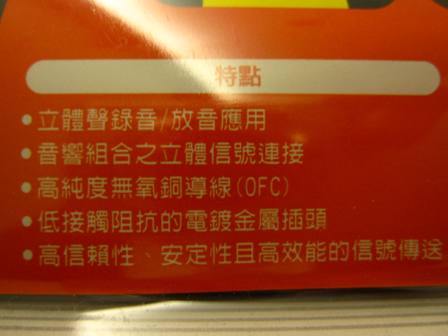 特點
•立體聲錄音/放音應用
•音響組合之立體信號連接
•高純度無氧銅導線(OFC)
•低接觸阻抗的電鍍金屬插頭
•高信賴性、安定性且高效能的信號傳送